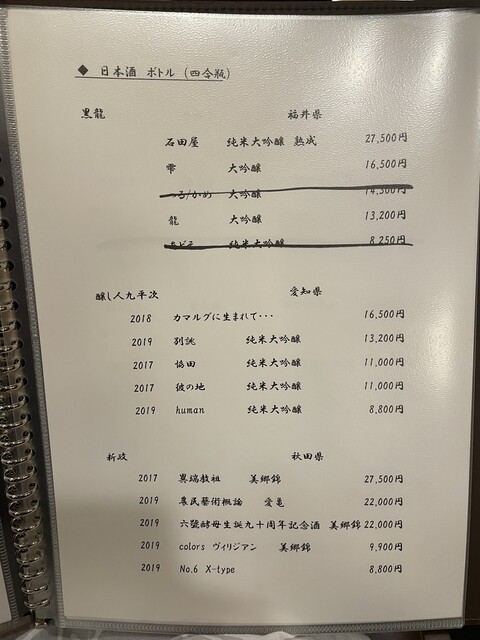 ◆ 日本酒 ボトル (四合瓶)
黒龍 福井県
石田屋 純米大吟醸 熟成 27,500円
雫 大吟醸 16,500円
つる/かめ 大吟醸 14,300円
龍 大吟醸 13,200円
純米大吟醸 8,250円
醸し人九平次 愛知県
2018 カマルグに生まれて・・・ 16,500円
2019 別誂 純米大吟醸 13,200円
2017 協田 純米大吟醸 11,000円
2017 彼の地 純米大吟醸 11,000円
2019 human 純米大吟醸 8,800円
新政 秋田県
2017 異端教祖 美郷錦 27,500円
2019 農民藝術概論 愛亀 22,000円
2019 六號酵母生誕九十周年記念酒 美郷錦 22,000円
2019 colors ヴィリジアン 美郷錦 9,900円
2019 No.6 X-type 8,800円